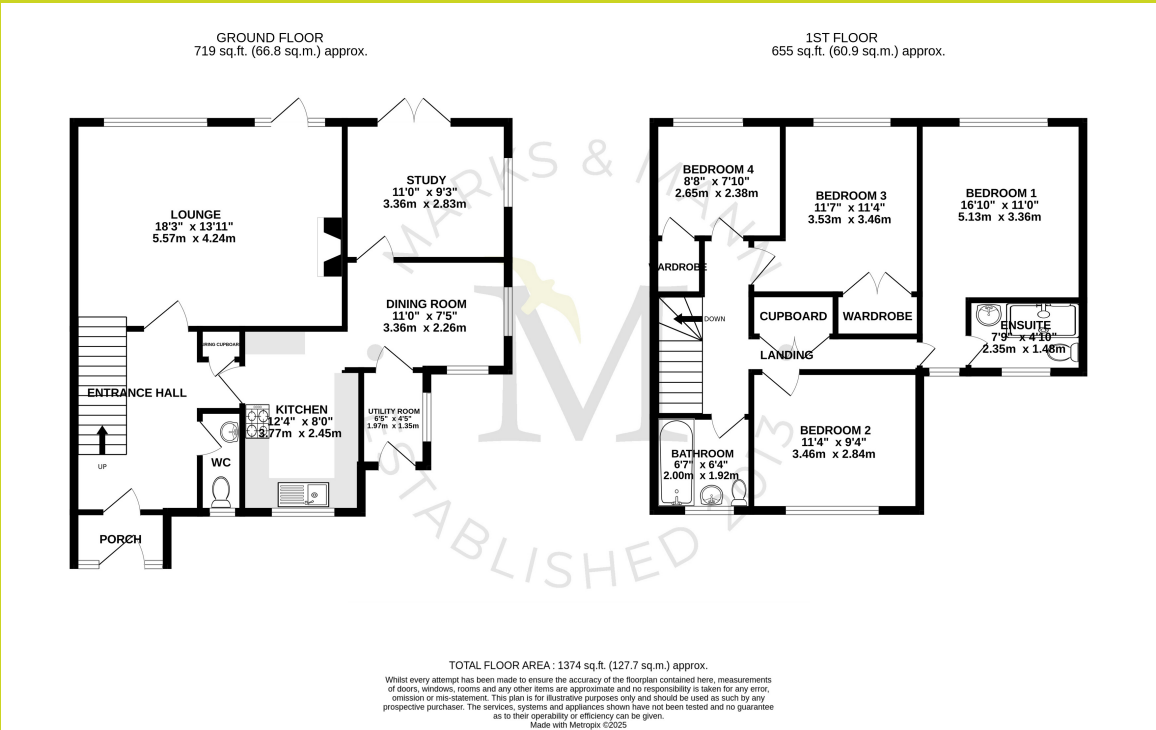 GROUND FLOOR
719 sq.ft. (66.8 sq.m.) approx.
1ST FLOOR
655 sq.ft. (60.9 sq.m.) approx.
LOUNGE
18'3" x 13'11"
5.57m x 4.24m
STUDY
11'0" x 9'3"
3.36m x 2.83m
DINING ROOM
11'0" x 7'5"
3.36m x 2.26m
ENTRANCE HALL
UP
KITCHEN
12'4" x 8'0"
3.77m x 2.45m
UTILITY ROOM
6'5" x 4'5"
1.97m x 1.35m
WC
PORCH
BEDROOM 4
8'8" x 7'10"
2.65m x 2.38m
BEDROOM 3
11'7" x 11'4"
3.53m x 3.46m
BEDROOM 1
16'10" x 11'0"
5.13m x 3.36m
WARDROBE
DOWN
CUPBOARD
WARDROBE
ENSUITE
7'9" x 4'10"
2.35m x 1.48m
LANDING
BEDROOM 2
11'4" x 9'4"
3.46m x 2.84m
BATHROOM
6'7" x 6'4"
2.00m x 1.92m
MARKS & MANN
M
ESTABLISHED 2013
TOTAL FLOOR AREA : 1374 sq.ft. (127.7 sq.m.) approx.
Whilst every attempt has been made to ensure the accuracy of the floorplan contained here, measurements
of doors, windows, rooms and any other items are approximate and no responsibility is taken for any error,
omission or mis-statement. This plan is for illustrative purposes only and should be used as such by any
prospective purchaser. The services, systems and appliances shown have not been tested and no guarantee
as to their operability or efficiency can be given.
Made with Metropix ©2025